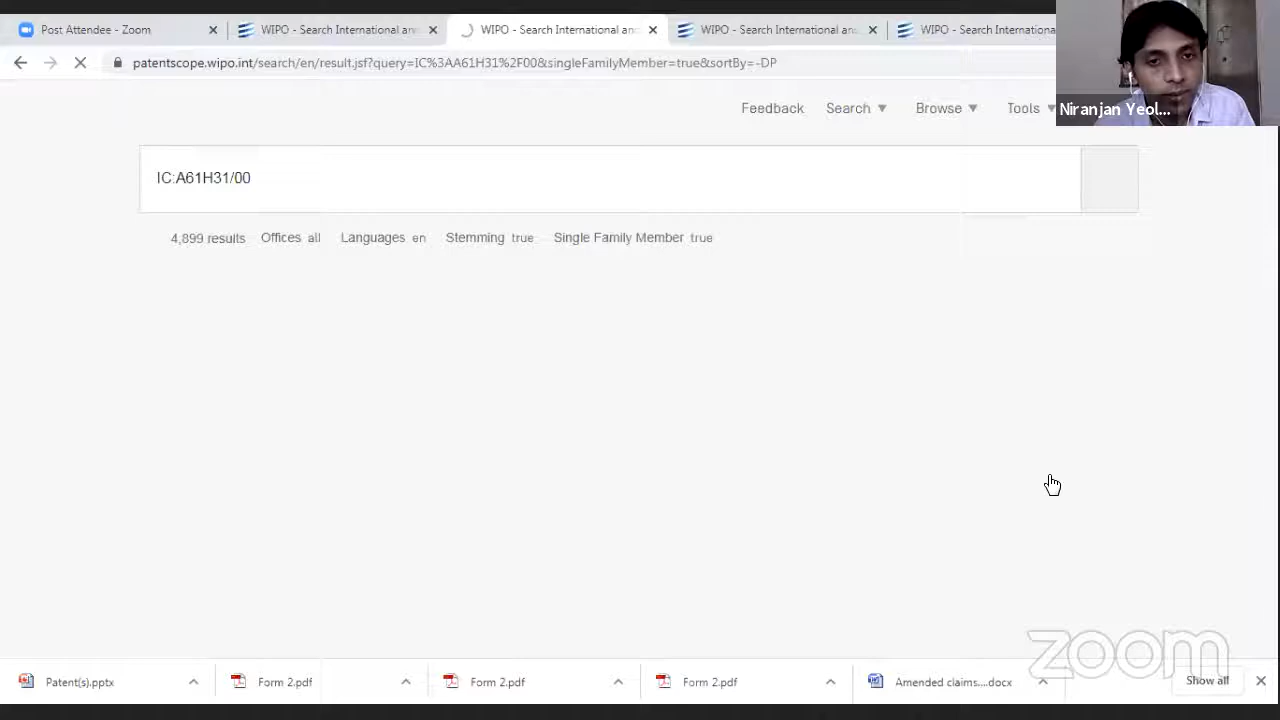 Post Attendee - Zoom
WIPO - Search International an
WIPO - Search International an
WIPO - Search International an
WIPO - Search International
patentscope.wipo.int/search/en/result.jsf?query=IC%3AA61H31%2F00&singleFamilyMember=true&sortBy=-DP
Niranjan Yeol...
Feedback Search Browse Tools
IC:A61H31/00
4,899 results Offices all Languages en Stemming true Single Family Member true
zoom
Patent(s).pptx
Form 2.pdf
Form 2.pdf
Form 2.pdf
Amended claims....docx
Show all